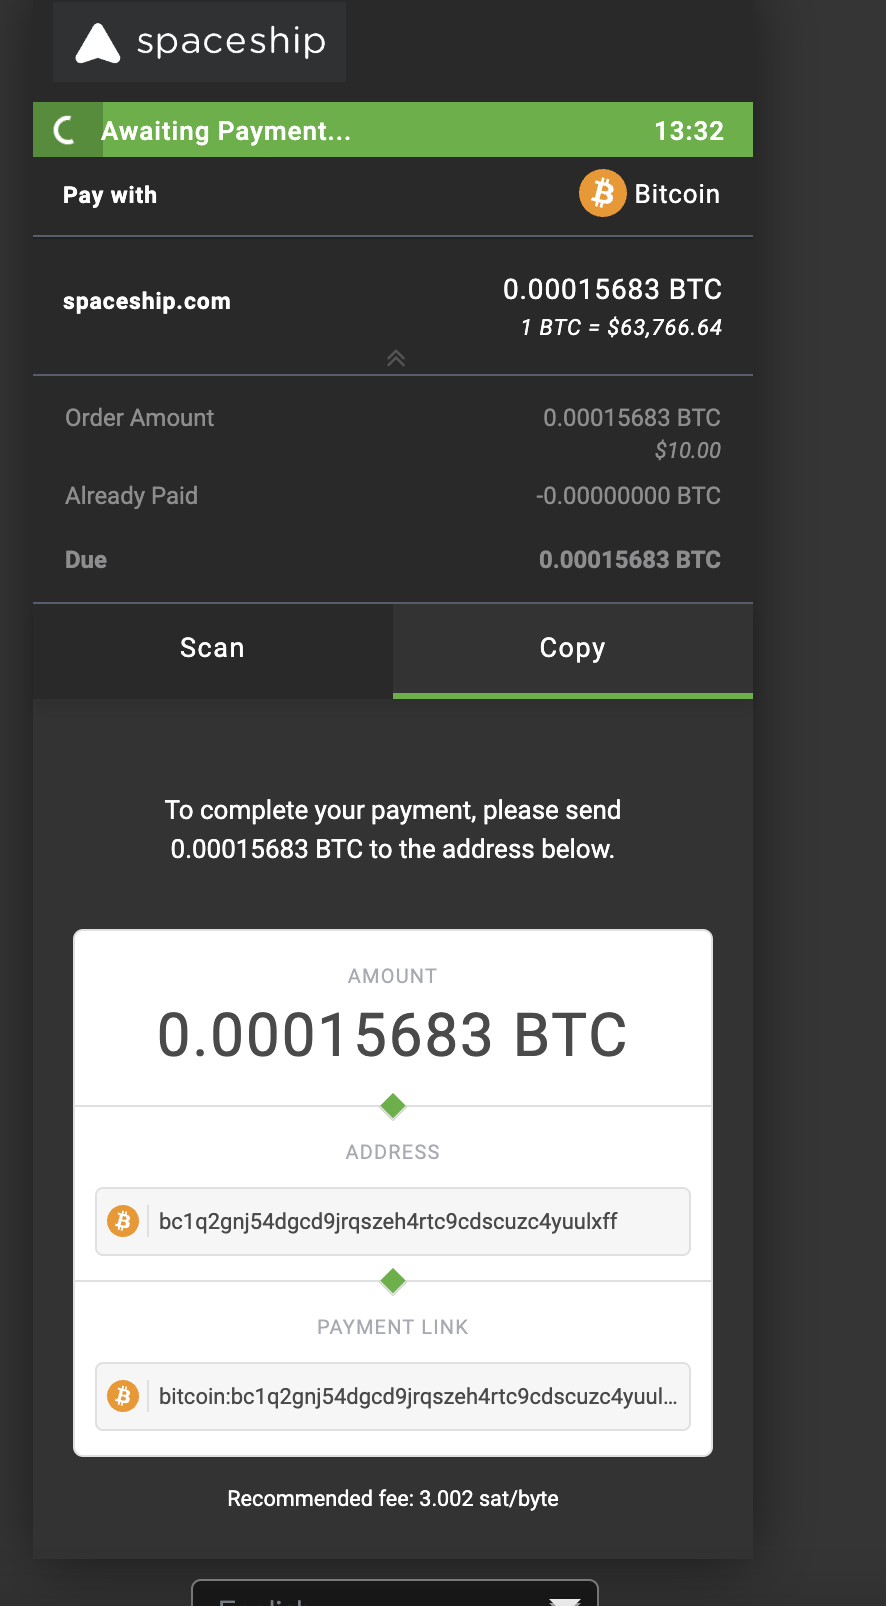 spaceship
Awaiting Payment... 13:32
Pay with Bitcoin
spaceship.com 0.00015683 BTC
1 BTC = $63,766.64
Order Amount 0.00015683 BTC
$10.00
Already Paid -0.00000000 BTC
Due 0.00015683 BTC
Scan Copy
To complete your payment, please send
0.00015683 BTC to the address below.
AMOUNT
0.00015683 BTC
ADDRESS
bc1q2gnj54dgcd9jrqszeh4rtc9cdscuzc4yuulxff
PAYMENT LINK
bitcoin:bc1q2gnj54dgcd9jrqszeh4rtc9cdscuzc4yuul...
Recommended fee: 3.002 sat/byte